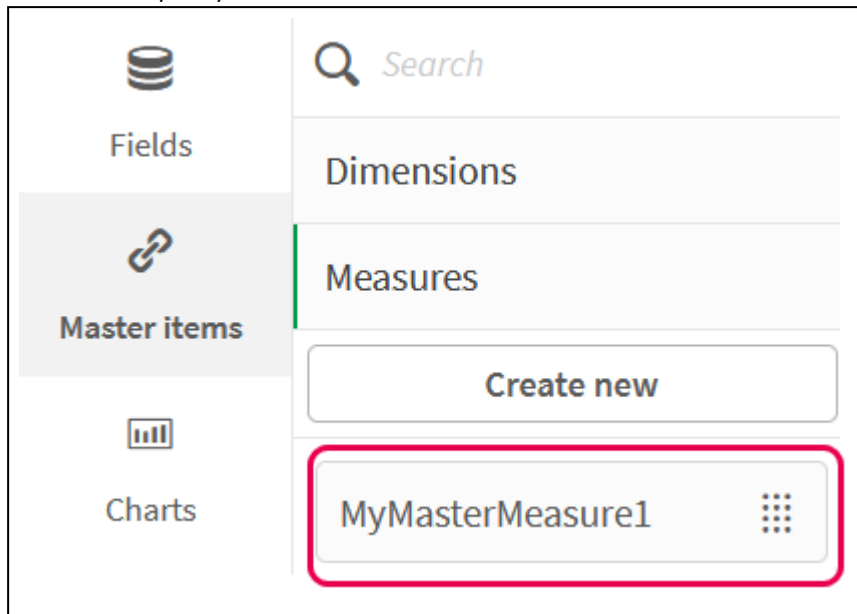 Search
Fields
Dimensions
Measures
Master items
Create new
Charts
MyMasterMeasure1